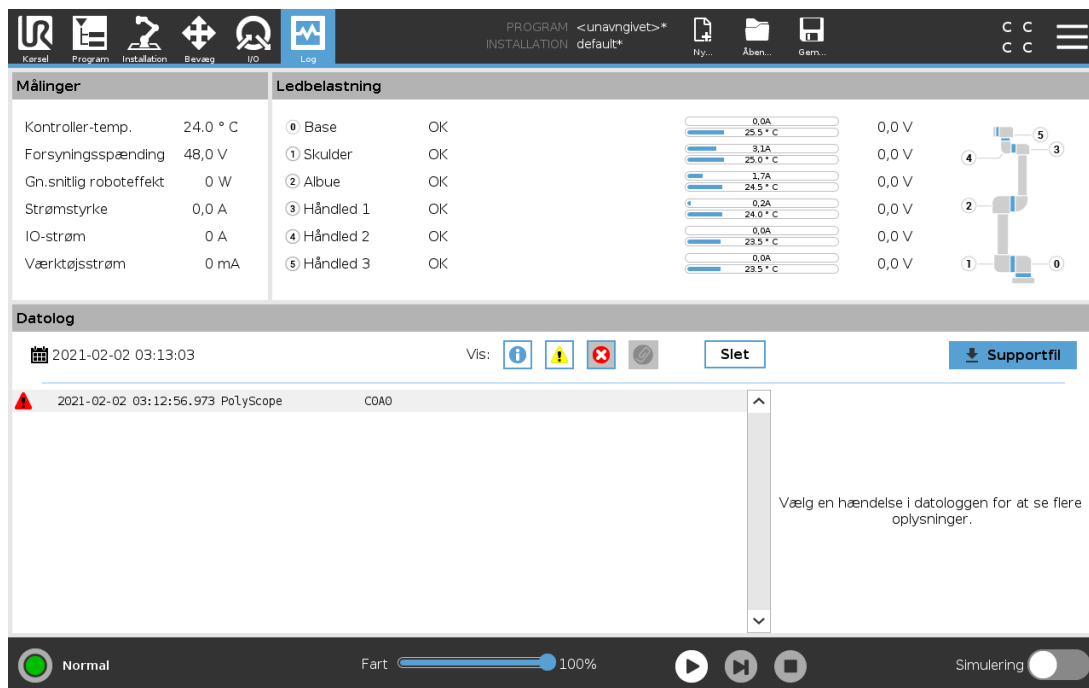 PROGRAM <unavngivet>*
INSTALLATION default*
C C
C C
Kørsel Program Installation Bevæg I/O Log Ny... Åben... Gem...
Målinger Ledbelastning
Kontroller-temp. 24.0 ° C
Forsyningsspænding 48,0 V
Gn.snitlig roboteffekt 0 W
Strømstyrke 0,0 A
IO-strøm 0 A
Værktøjsstrøm 0 mA
0 Base OK 0,0A 25.5 ° C 0,0 V
1 Skulder OK 3,1A 25.0 ° C 0,0 V
2 Albue OK 1,7A 24.5 ° C 0,0 V
3 Håndled 1 OK 0,2A 24.0 ° C 0,0 V
4 Håndled 2 OK 0,0A 23.5 ° C 0,0 V
5 Håndled 3 OK 0,0A 23.5 ° C 0,0 V
5
4 3
2
1 0
Datolog
2021-02-02 03:13:03 Vis: Slet Supportfil
2021-02-02 03:12:56.973 PolyScope C0A0
Vælg en hændelse i datologgen for at se flere
oplysninger.
Normal Fart 100% Simulering